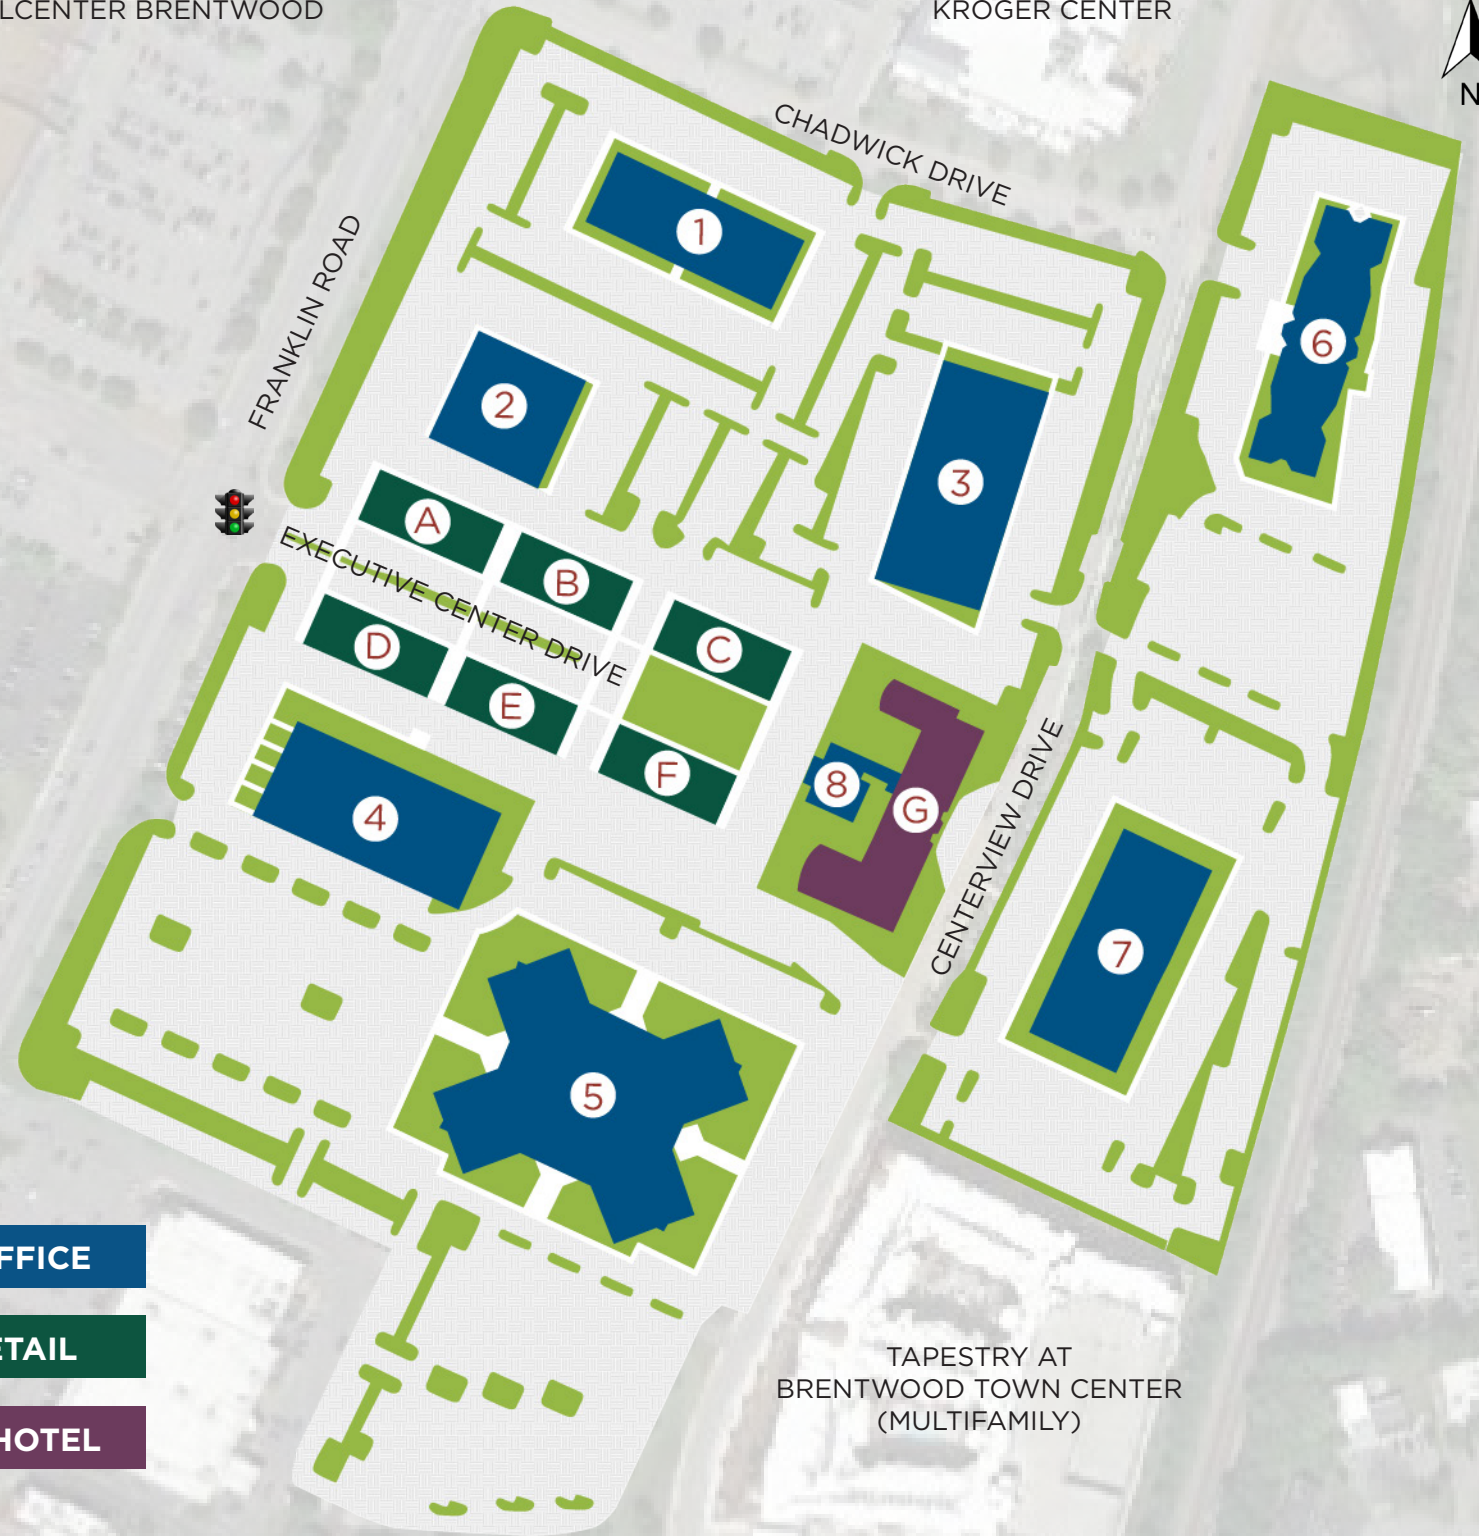 LCENTER BRENTWOOD
KROGER CENTER
N
CHADWICK DRIVE
FRANKLIN ROAD
1
2
3
6
A
B
EXECUTIVE CENTER DRIVE
D
E
C
F
8
G
4
CENTERVIEW DRIVE
7
5
FFICE
ETAIL
HOTEL
TAPESTRY AT
BRENTWOOD TOWN CENTER
(MULTIFAMILY)